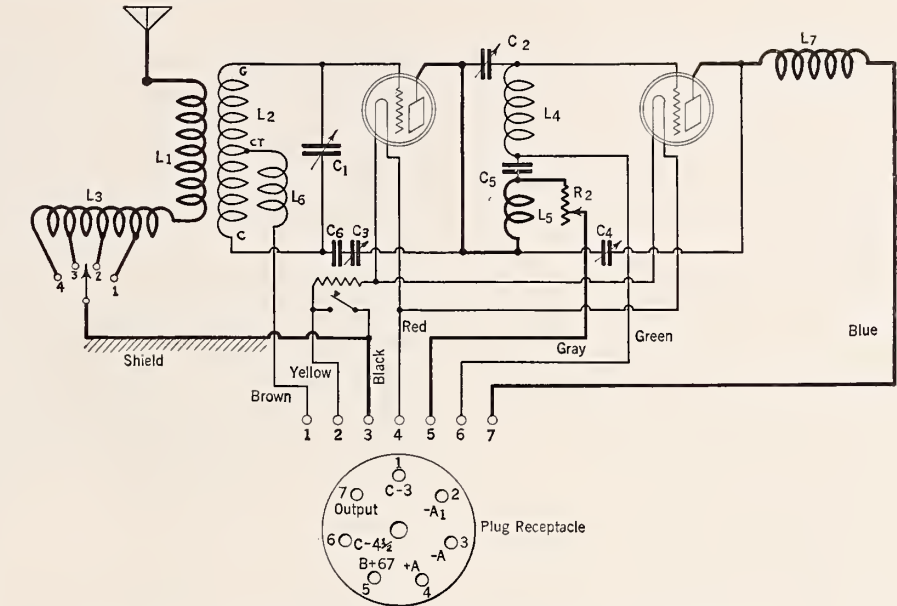 L1
L3
4
3
2
1
G
L2
CT
L6
C
C1
C6 C3
C2
L4
C5
L5
R2
C4
L7
Shield
Brown
Yellow
Black
Red
Gray
Green
Blue
1 2 3 4 5 6 7
1
C-3
7
Output
2
-A1
6
C-4½
3
-A
B+67
5
+A
4
Plug Receptacle